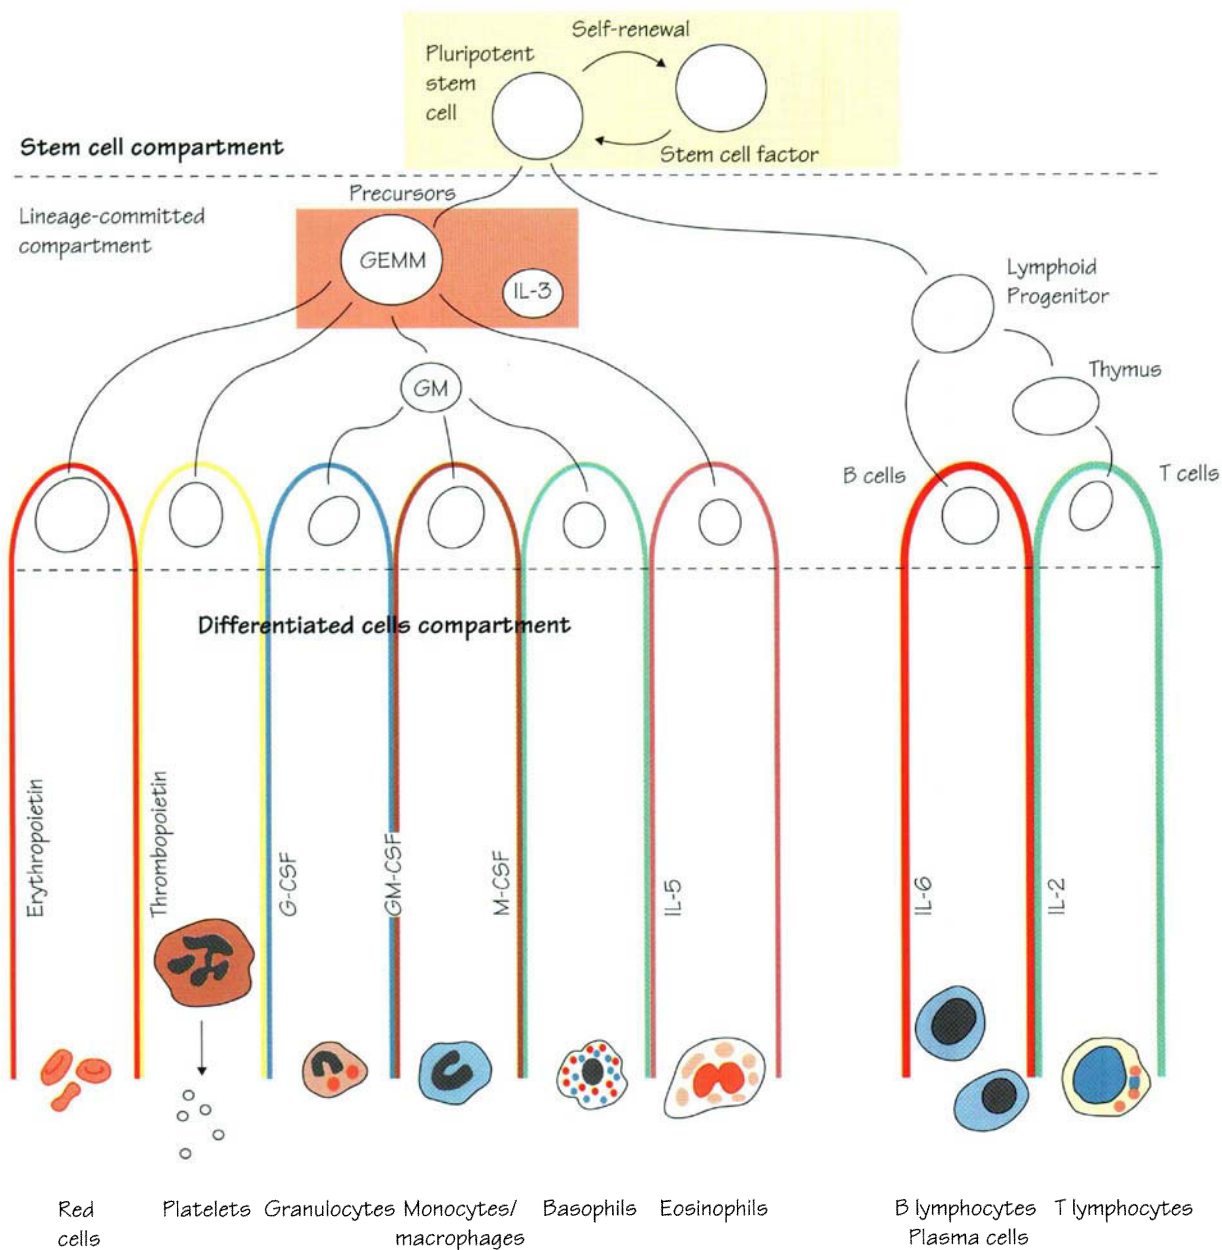 Self-renewal
Pluripotent
stem
cell
Stem cell factor
Stem cell compartment
Precursors
Lineage-committed
compartment
GEMM
IL-3
Lymphoid
Progenitor
GM
Thymus
B cells
T cells
Differentiated cells compartment
Erythropoietin
Thrombopoietin
G-CSF
GM-CSF
M-CSF
IL-5
IL-6
IL-2
Red
cells
Platelets
Granulocytes
Monocytes/
macrophages
Basophils
Eosinophils
B lymphocytes
Plasma cells
T lymphocytes